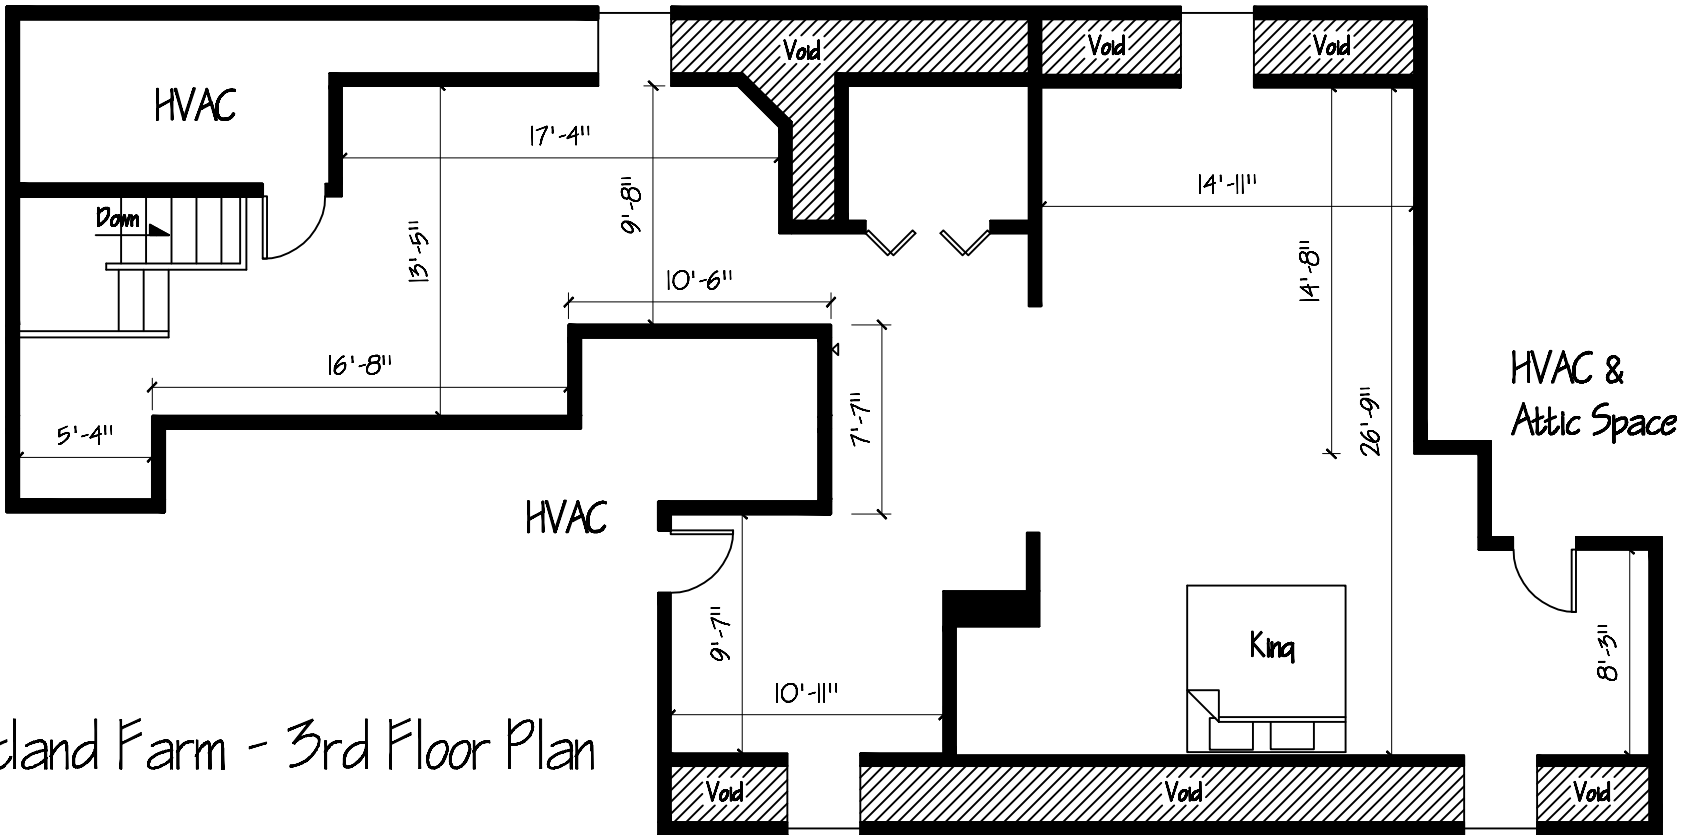 Void
Void
Void
HVAC
17'-4"
14'-11"
9'-8"
Down
13'-5"
14'-8"
10'-6"
16'-8"
HVAC &
Attic Space
5'-4"
7'-7"
26'-9"
HVAC
9'-7"
King
8'-3"
10'-11"
tland Farm - 3rd Floor Plan
Void
Void
Void